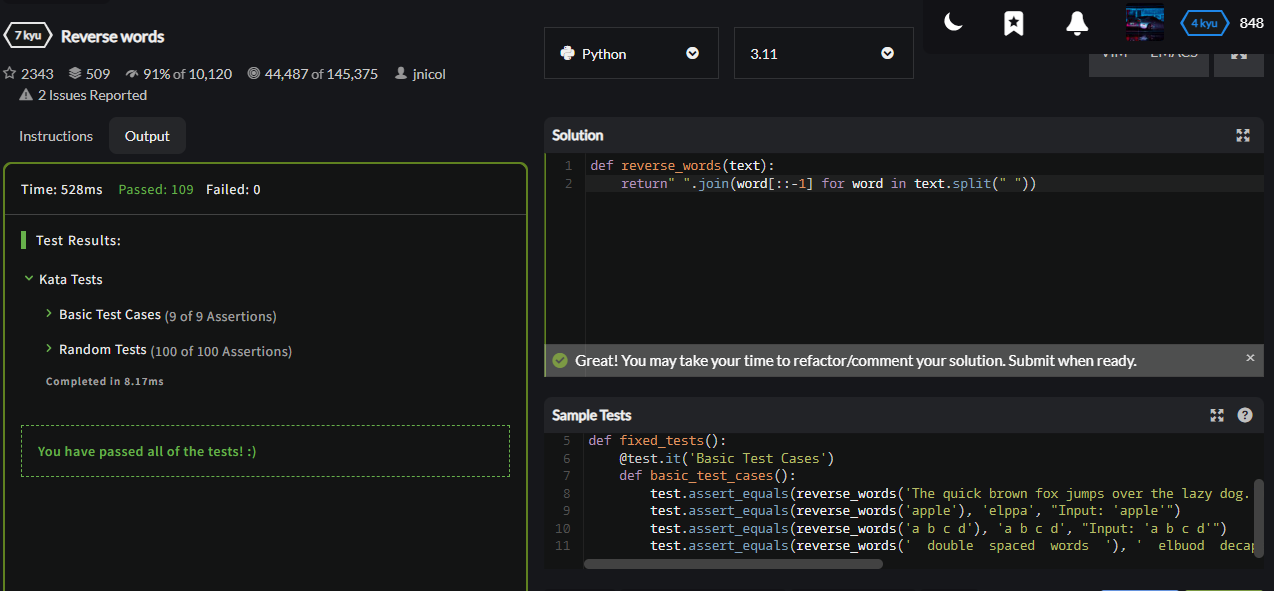 7 kyu Reverse words
2343 509 91% of 10,120 44,487 of 145,375 jnicol
2 Issues Reported
Instructions Output
Time: 528ms Passed: 109 Failed: 0
Test Results:
Kata Tests
Basic Test Cases (9 of 9 Assertions)
Random Tests (100 of 100 Assertions)
Completed in 8.17ms
You have passed all of the tests! :)
Python 3.11
4 kyu 848
VIM EMACS
Solution
1 def reverse_words(text):
2 return" ".join(word[::-1] for word in text.split(" "))
Great! You may take your time to refactor/comment your solution. Submit when ready.
Sample Tests
5 def fixed_tests():
6 @test.it('Basic Test Cases')
7 def basic_test_cases():
8 test.assert_equals(reverse_words('The quick brown fox jumps over the lazy dog.
9 test.assert_equals(reverse_words('apple'), 'elppa', "Input: 'apple'")
10 test.assert_equals(reverse_words('a b c d'), 'a b c d', "Input: 'a b c d'")
11 test.assert_equals(reverse_words('  double  spaced  words  '), '  elbuod  decap